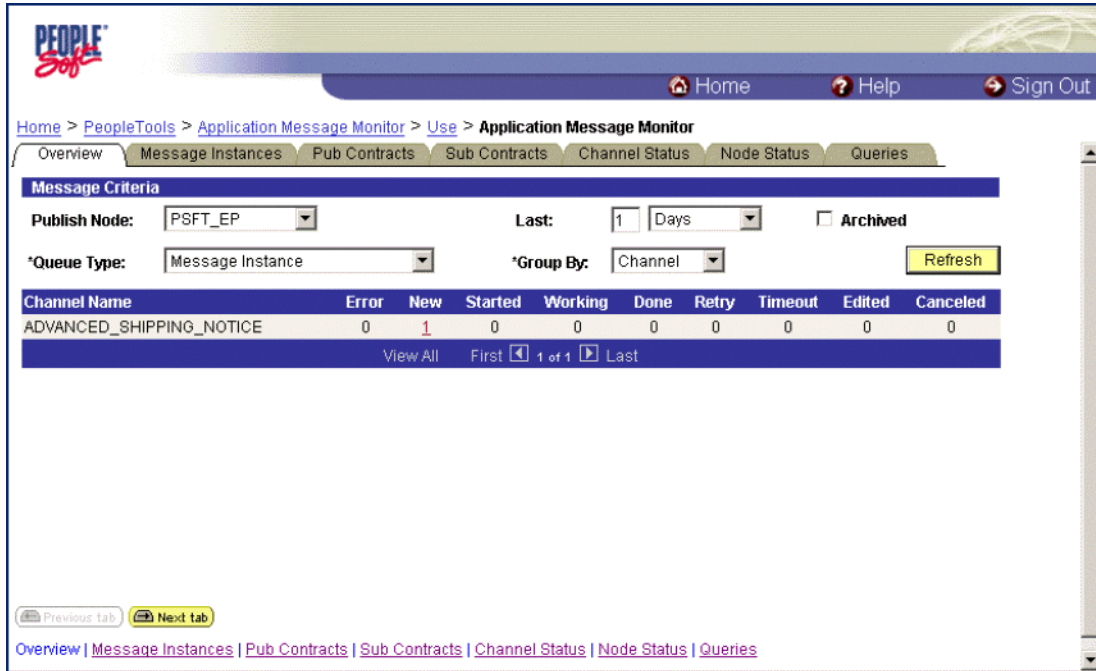 PEOPLE
Soft
Home Help Sign Out
Home > PeopleTools > Application Message Monitor > Use > Application Message Monitor
Overview Message Instances Pub Contracts Sub Contracts Channel Status Node Status Queries
Message Criteria
Publish Node: PSFT_EP Last: 1 Days Archived
*Queue Type: Message Instance *Group By: Channel Refresh
Channel Name Error New Started Working Done Retry Timeout Edited Canceled
ADVANCED_SHIPPING_NOTICE 0 1 0 0 0 0 0 0 0
View All First 1 of 1 Last
Previous tab Next tab
Overview | Message Instances | Pub Contracts | Sub Contracts | Channel Status | Node Status | Queries